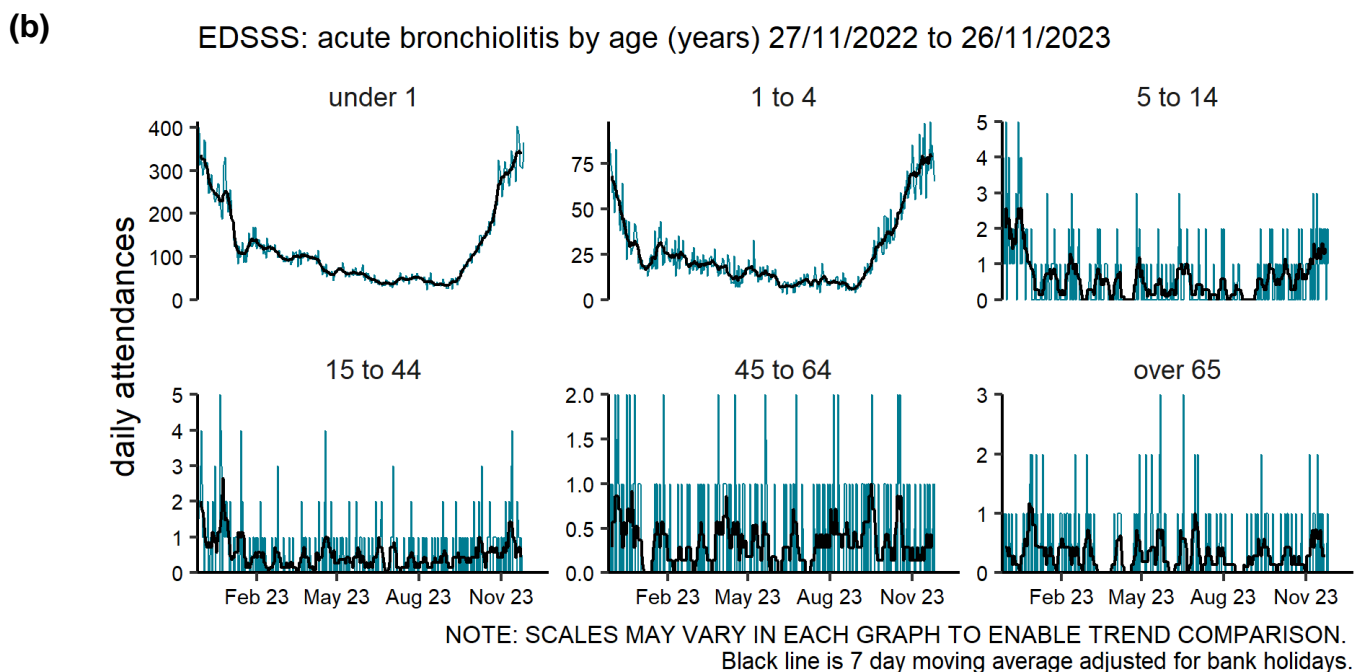 (b)
EDSSS: acute bronchiolitis by age (years) 27/11/2022 to 26/11/2023
daily attendances
under 1
400
300
200
100
0
1 to 4
75
50
25
0
5 to 14
5
4
3
2
1
0
15 to 44
5
4
3
2
1
0
Feb 23 May 23 Aug 23 Nov 23
45 to 64
2.0
1.5
1.0
0.5
0.0
Feb 23 May 23 Aug 23 Nov 23
over 65
3
2
1
0
Feb 23 May 23 Aug 23 Nov 23
NOTE: SCALES MAY VARY IN EACH GRAPH TO ENABLE TREND COMPARISON.
Black line is 7 day moving average adjusted for bank holidays.